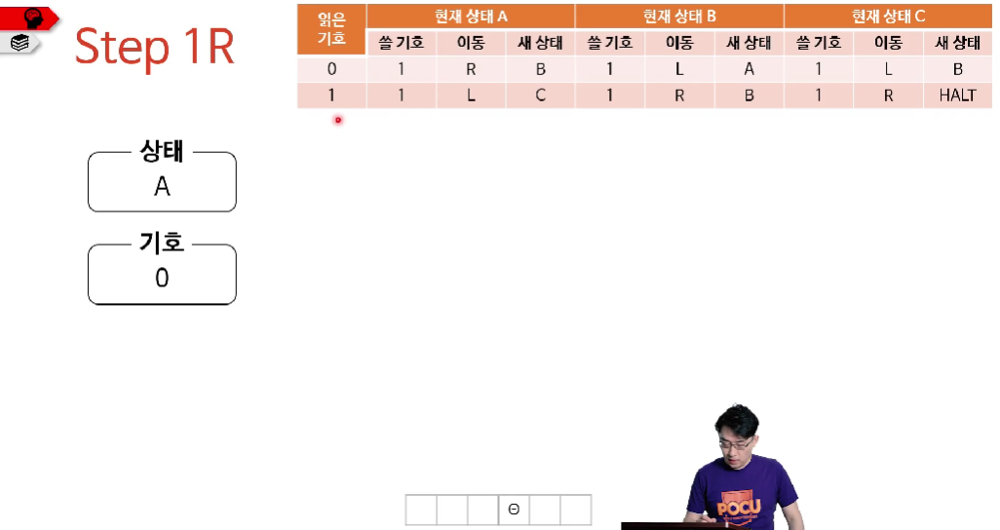 Step 1R
읽은 기호 현재 상태 A 현재 상태 B 현재 상태 C
쓸 기호 이동 새 상태 쓸 기호 이동 새 상태 쓸 기호 이동 새 상태
0 1 R B 1 L A 1 L B
1 1 L C 1 R B 1 R HALT
상태
A
기호
0
0
POCU